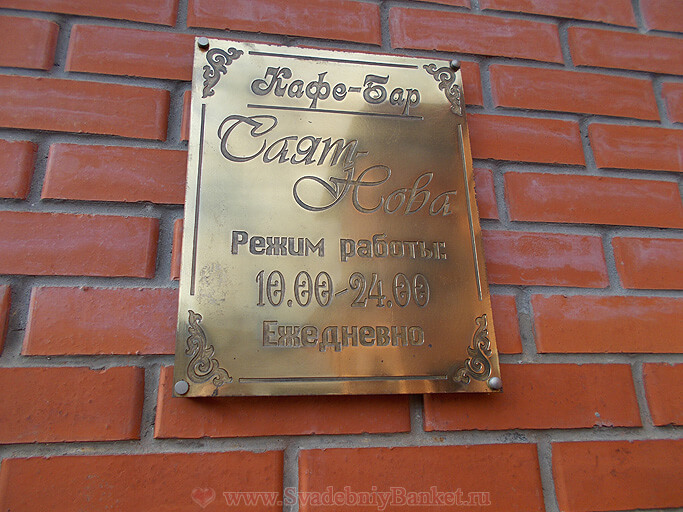 Кафе-Бар
Саят-
Нова
Режим работы:
10.00-24.00
Ежедневно
www.SvadebniyBanket.ru